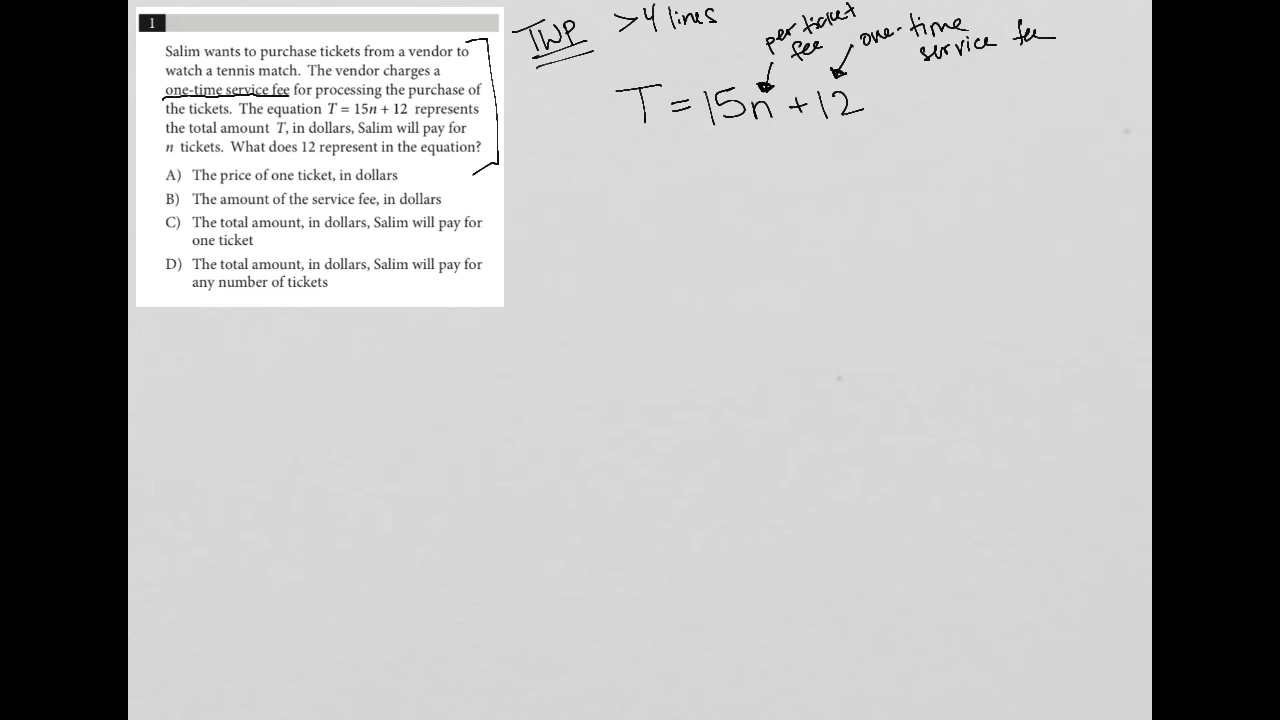 1
Salim wants to purchase tickets from a vendor to
watch a tennis match. The vendor charges a
one-time service fee for processing the purchase of
the tickets. The equation T = 15n + 12 represents
the total amount T, in dollars, Salim will pay for
n tickets. What does 12 represent in the equation?
A) The price of one ticket, in dollars
B) The amount of the service fee, in dollars
C) The total amount, in dollars, Salim will pay for
one ticket
D) The total amount, in dollars, Salim will pay for
any number of tickets
TWP >4 lines
per ticket
fee
one-time
service fee
T = 15n + 12